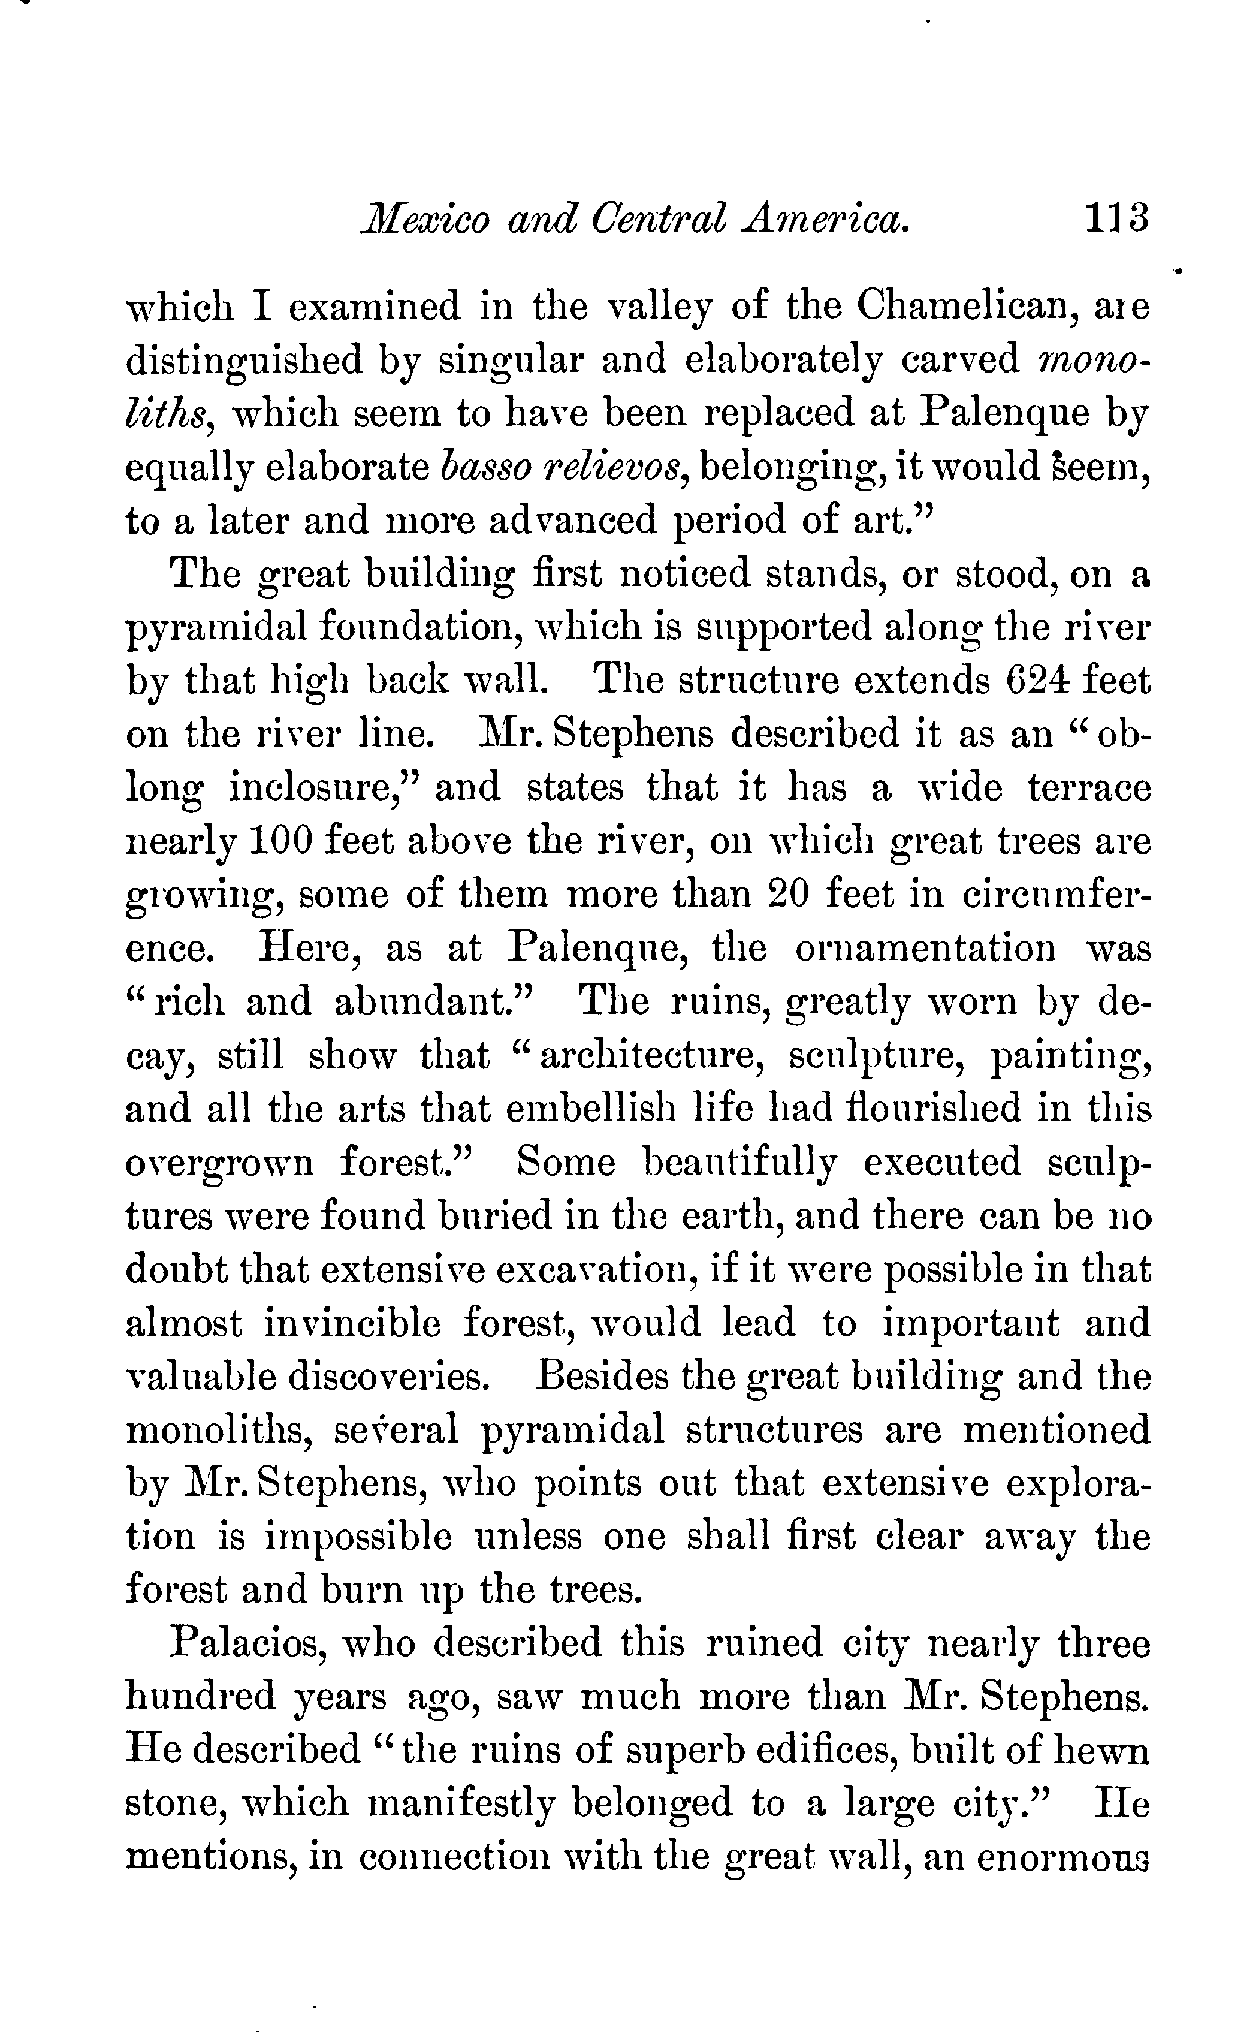 Mexico and Central America. 113
which I examined in the valley of the Chamelican, are
distinguished by singular and elaborately carved mono-
liths, which seem to have been replaced at Palenque by
equally elaborate basso relievos, belonging, it would seem,
to a later and more advanced period of art.”
The great building first noticed stands, or stood, on a
pyramidal foundation, which is supported along the river
by that high back wall. The structure extends 624 feet
on the river line. Mr. Stephens described it as an “ob-
long inclosure,” and states that it has a wide terrace
nearly 100 feet above the river, on which great trees are
growing, some of them more than 20 feet in circumfer-
ence. Here, as at Palenque, the ornamentation was
“rich and abundant.” The ruins, greatly worn by de-
cay, still show that “architecture, sculpture, painting,
and all the arts that embellish life had flourished in this
overgrown forest.” Some beautifully executed sculp-
tures were found buried in the earth, and there can be no
doubt that extensive excavation, if it were possible in that
almost invincible forest, would lead to important and
valuable discoveries. Besides the great building and the
monoliths, several pyramidal structures are mentioned
by Mr. Stephens, who points out that extensive explora-
tion is impossible unless one shall first clear away the
forest and burn up the trees.
Palacios, who described this ruined city nearly three
hundred years ago, saw much more than Mr. Stephens.
He described “the ruins of superb edifices, built of hewn
stone, which manifestly belonged to a large city.” He
mentions, in connection with the great wall, an enormous